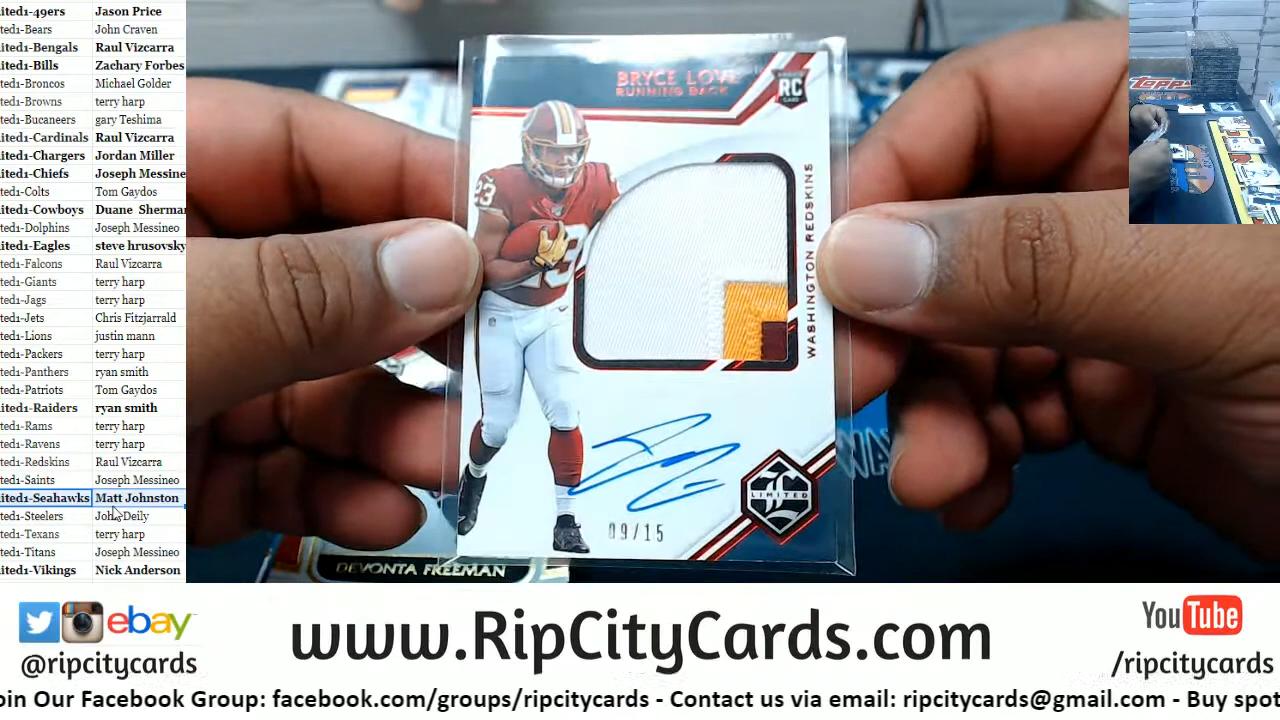 ited1-49ers Jason Price
ted1-Bears John Craven
ited1-Bengals Raul Vizcarra
ited1-Bills Zachary Forbes
ted1-Broncos Michael Golder
ted1-Browns terry harp
ted1-Bucaneers gary Teshima
ited1-Cardinals Raul Vizcarra
ited1-Chargers Jordan Miller
ited1-Chiefs Joseph Messine
ted1-Colts Tom Gaydos
ited1-Cowboys Duane Sherman
ted1-Dolphins Joseph Messineo
ited1-Eagles steve hrusovsky
ted1-Falcons Raul Vizcarra
ted1-Giants terry harp
ted1-Jags terry harp
ted1-Jets Chris Fitzjarrald
ted1-Lions justin mann
ted1-Packers terry harp
ted1-Panthers ryan smith
ted1-Patriots Tom Gaydos
ited1-Raiders ryan smith
ted1-Rams terry harp
ted1-Ravens terry harp
ted1-Redskins Raul Vizcarra
ted1-Saints Joseph Messineo
ited1-Seahawks Matt Johnston
ted1-Steelers John Deily
ted1-Texans terry harp
ted1-Titans Joseph Messineo
ited1-Vikings Nick Anderson
BRYCE LOVE
RUNNING BACK
RC
CARD
23
WASHINGTON REDSKINS
L
LIMITED
09/15
DEVONTA FREEMAN
topps
ebay
@ripcitycards
www.RipCityCards.com
YouTube
/ripcitycards
oin Our Facebook Group: facebook.com/groups/ripcitycards - Contact us via email: ripcitycards@gmail.com - Buy spot